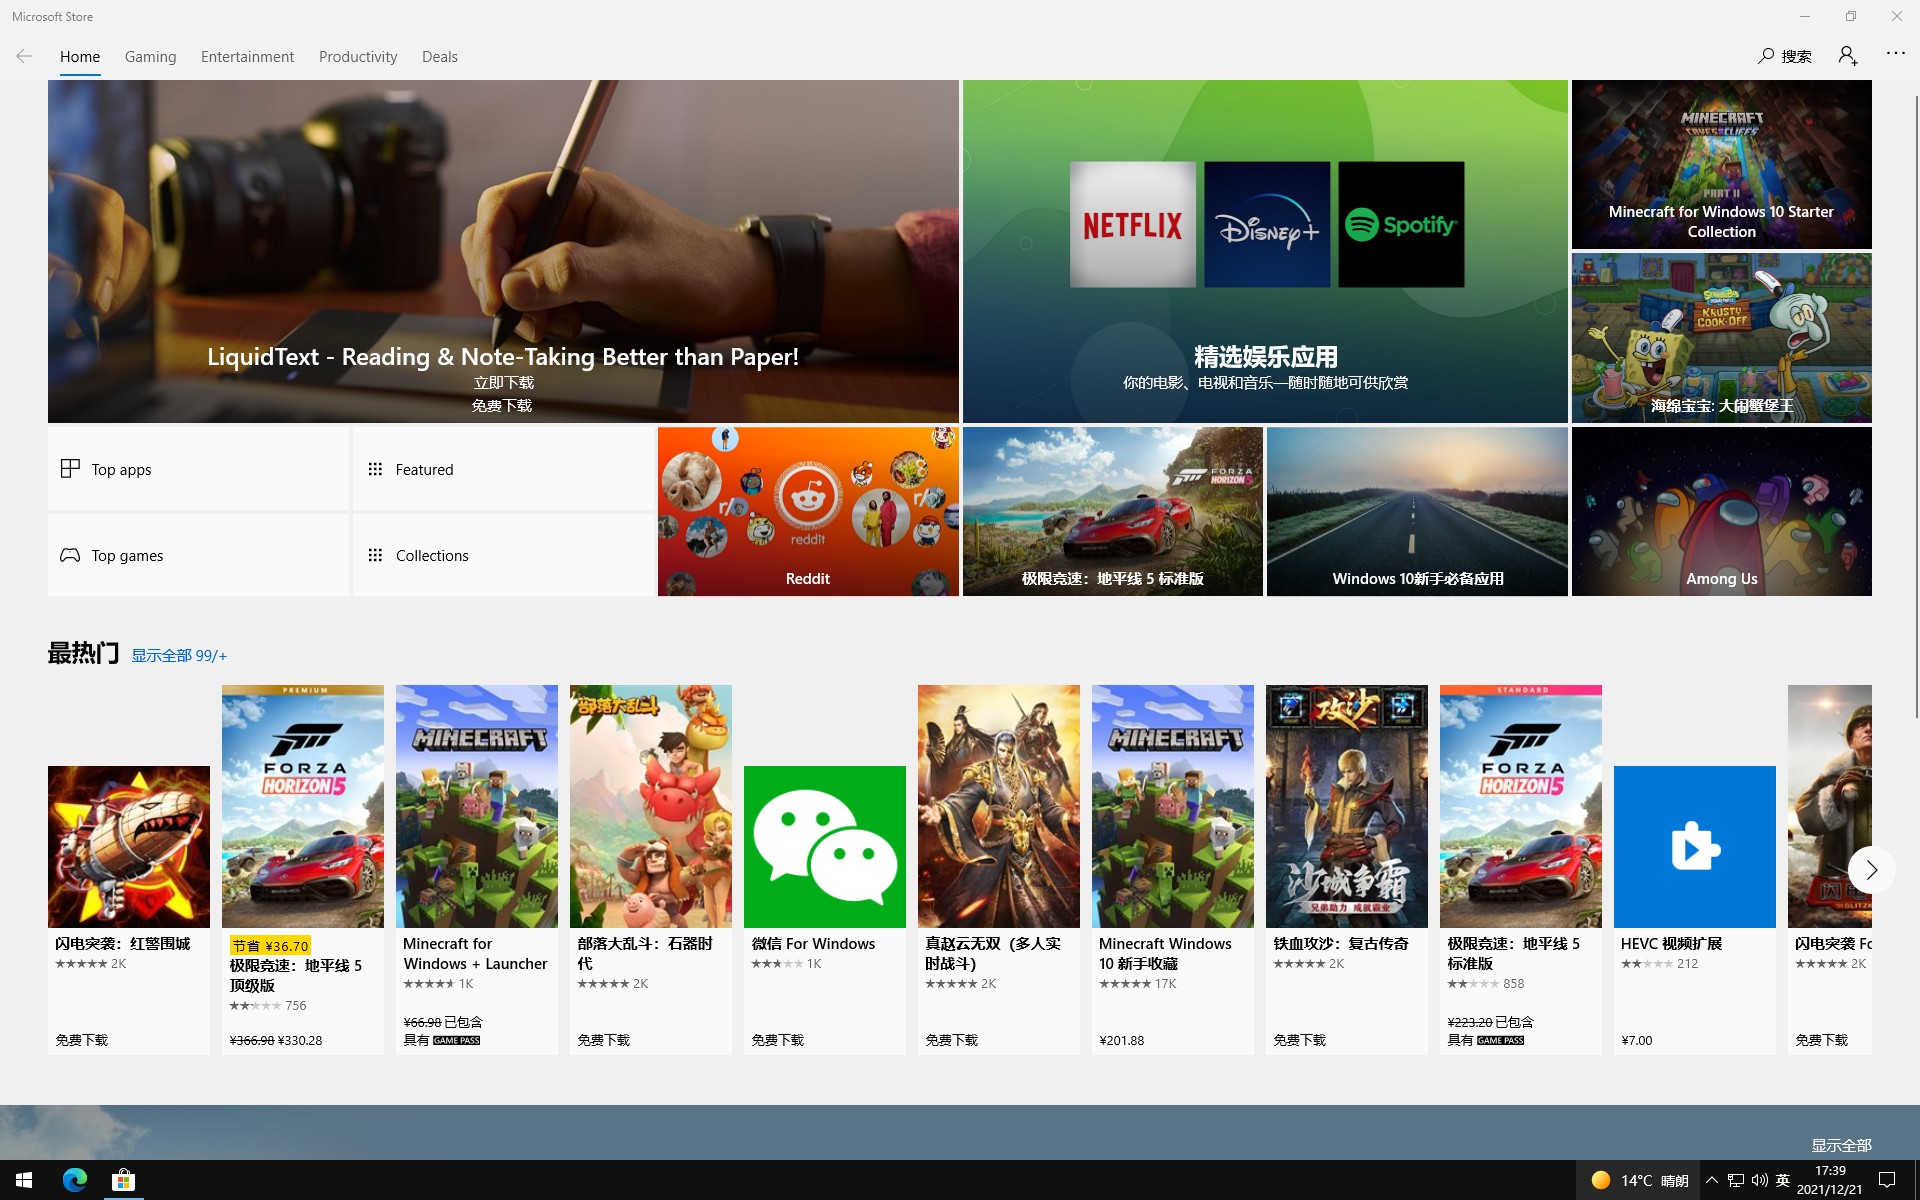 Microsoft Store
Home
Gaming
Entertainment
Productivity
Deals
搜索
LiquidText - Reading & Note-Taking Better than Paper!
立即下载
免费下载
NETFLIX
Disney+
Spotify
精选娱乐应用
你的电影、电视和音乐—随时随地可供欣赏
MINECRAFT
CAVES & CLIFFS
PART II
Minecraft for Windows 10 Starter
Collection
SpongeBob
KRUSTY
COOK-OFF
海绵宝宝: 大闹蟹堡王
Top apps
Featured
Top games
Collections
r/
r/
reddit
Reddit
FORZA
HORIZON 5
极限竞速：地平线 5 标准版
Windows 10新手必备应用
Among Us
最热门
显示全部 99/+
闪电突袭：红警围城
2K
免费下载
PREMIUM
FORZA
HORIZON 5
节省 ¥36.70
极限竞速：地平线 5
顶级版
756
¥366.98 ¥330.28
MINECRAFT
Minecraft for
Windows + Launcher
1K
¥66.98 已包含
具有 GAME PASS
部落大乱斗
部落大乱斗：石器时
代
2K
免费下载
微信 For Windows
1K
免费下载
真赵云无双（多人实
时战斗）
2K
免费下载
MINECRAFT
Minecraft Windows
10 新手收藏
17K
¥201.88
攻沙
沙城争霸
兄弟助力 成就霸业
铁血攻沙：复古传奇
2K
免费下载
STANDARD
FORZA
HORIZON 5
极限竞速：地平线 5
标准版
858
¥223.20 已包含
具有 GAME PASS
HEVC 视频扩展
212
¥7.00
闪电突袭 Fo
2K
免费下载
显示全部
14°C 晴朗
英
17:39
2021/12/21